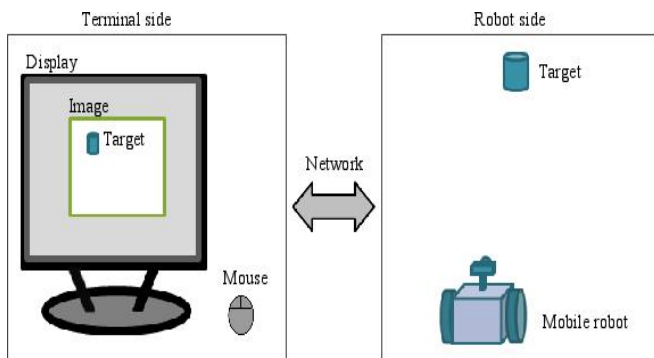 Terminal side
Display
Image
Target
Mouse
Network
Robot side
Target
Mobile robot